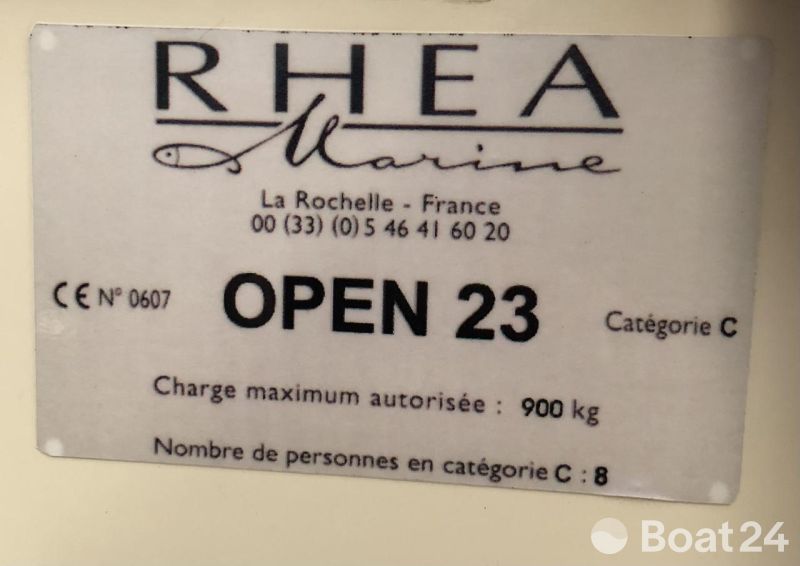 RHEA
Marine
La Rochelle - France
00 (33) (0) 5 46 41 60 20
CE N° 0607
OPEN 23
Catégorie C
Charge maximum autorisée : 900 kg
Nombre de personnes en catégorie C : 8
Boat24